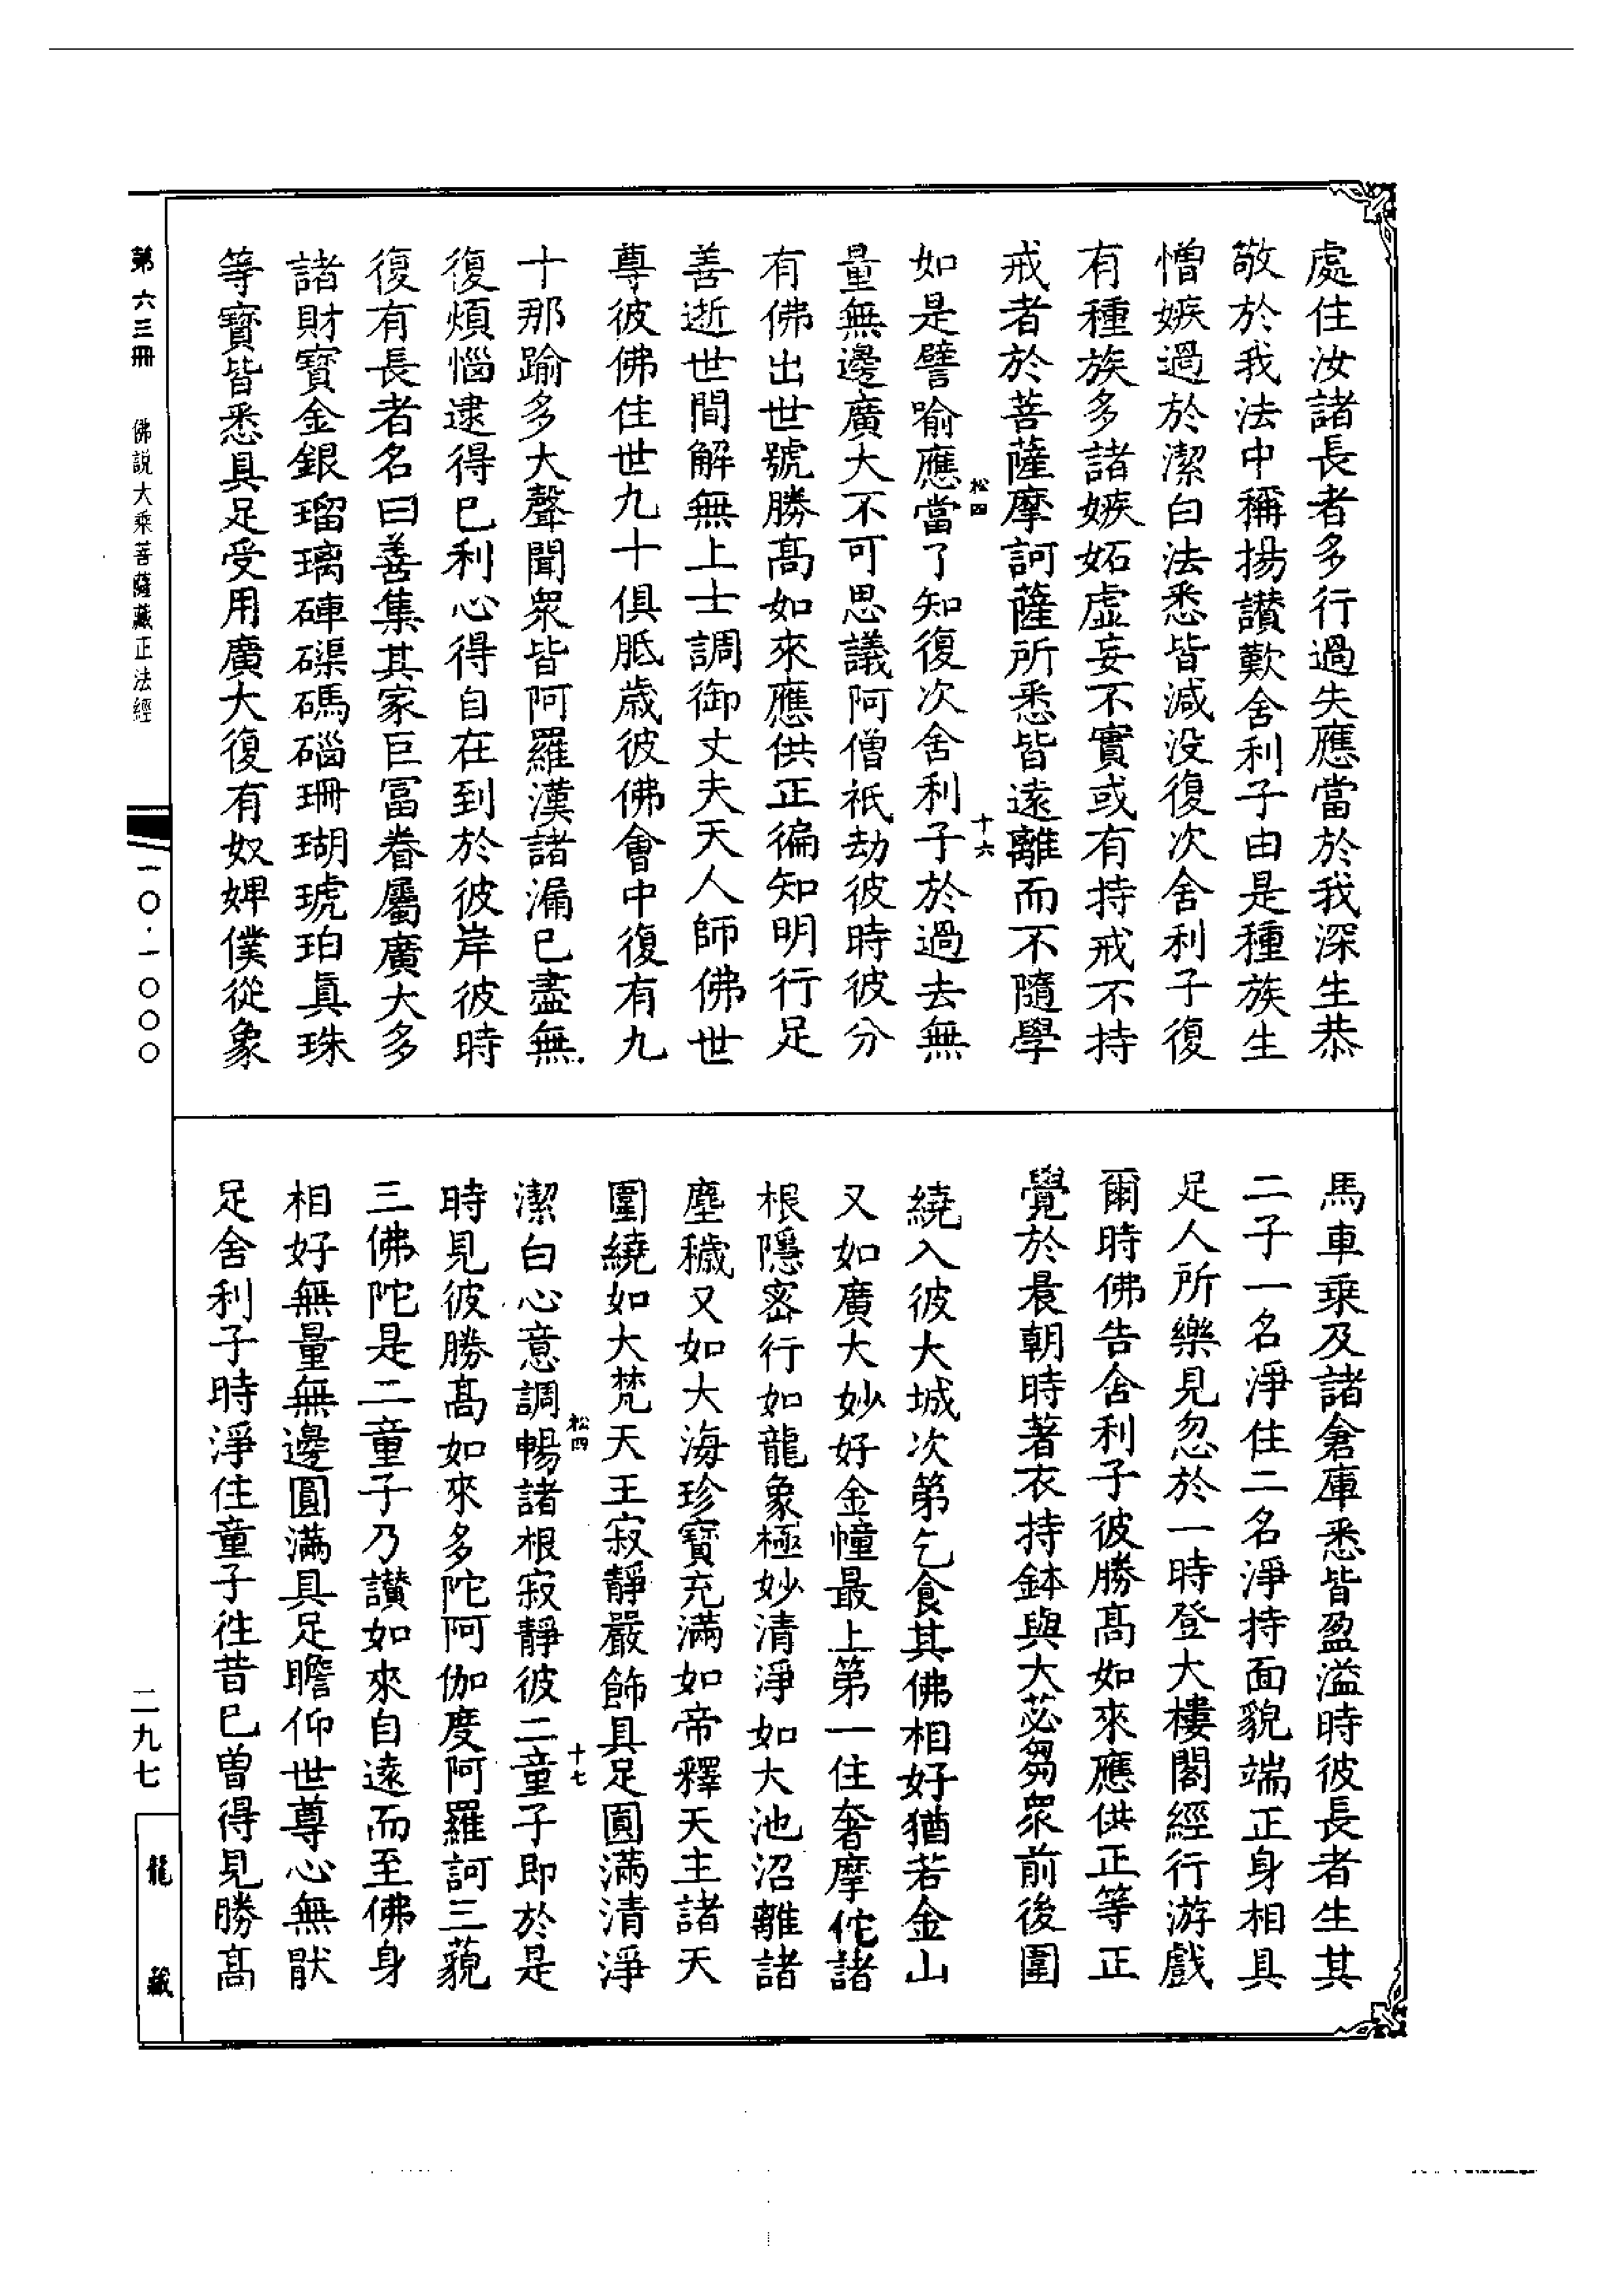 處住汝諸長者多行過失應當於我深生恭
敬於我法中稱揚讃歎舍利子由是種族生
憎嫉過於潔白法悉皆減没復次舍利子復
有種族多諸嫉妬虛妄不實或有持戒不持
戒者於菩薩摩訶薩所悉皆遠離而不隨學
松四
十六
如是譬喻應當了知復次舍利子於過去無
量無邊廣大不可思議阿僧祇劫彼時彼分
有佛出世號勝髙如來應供正徧知明行足
善逝世間解無上士調御丈夫天人師佛世
尊彼佛住世九十俱胝歲彼佛會中復有九
十那踰多大聲聞衆皆阿羅漢諸漏已盡無
復煩惱逮得已利心得自在到於彼岸彼時
復有長者名曰善集其家巨冨眷屬廣大多
諸財寳金銀瑠璃硨磲碼碯珊瑚琥珀眞珠
等寳皆悉具足受用廣大復有奴婢僕從象
馬車乘及諸倉庫悉皆盈溢時彼長者生其
二子一名淨住二名淨持面貌端正身相具
足人所樂見忽於一時登大樓閣經行游戲
爾時佛告舍利子彼勝髙如來應供正等正
覺於晨朝時著衣持鉢與大苾芻衆前後圍
繞入彼大城次第乞食其佛相好猶若金山
又如廣大妙好金幢最上第一住奢摩佗諸
根隱密行如龍象極妙清淨如大池沼離諸
塵穢又如大海珍寳充滿如帝釋天主諸天
圍繞如大梵天王寂靜嚴飾具足圓滿清淨
松四
十七
潔白心意調暢諸根寂靜彼二童子即於是
時見彼勝髙如來多陀阿伽度阿羅訶三藐
三佛陀是二童子乃讃如來自遠而至佛身
相好無量無邊圓滿具足瞻仰世尊心無猒
足舍利子時淨住童子徃昔已曽得見勝髙
第六三冊 佛説大乘菩薩藏正法經
一〇·一〇〇〇
二九七
龍藏